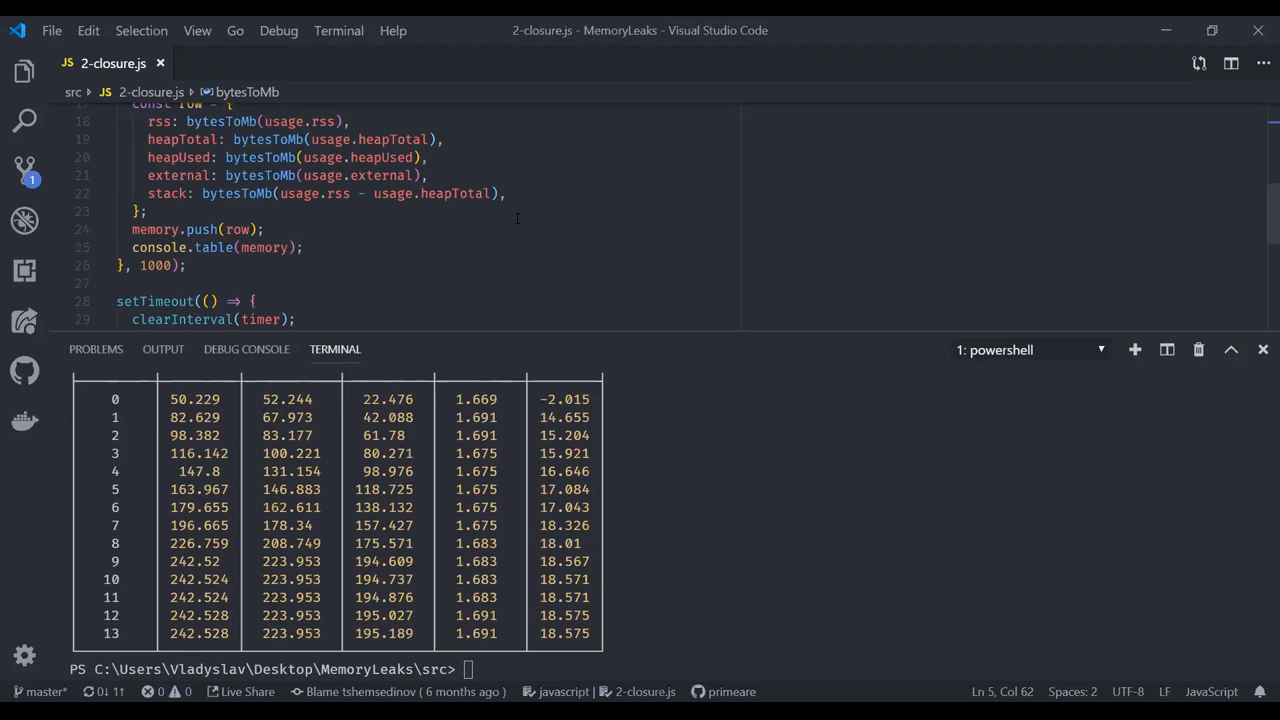 File Edit Selection View Go Debug Terminal Help 2-closure.js - MemoryLeaks - Visual Studio Code
JS 2-closure.js ×
src > JS 2-closure.js > bytesToMb
17 const row = {
18 rss: bytesToMb(usage.rss),
19 heapTotal: bytesToMb(usage.heapTotal),
20 heapUsed: bytesToMb(usage.heapUsed),
21 external: bytesToMb(usage.external),
22 stack: bytesToMb(usage.rss - usage.heapTotal),
23 };
24 memory.push(row);
25 console.table(memory);
26 }, 1000);
27
28 setTimeout(() => {
29 clearInterval(timer);
1
PROBLEMS OUTPUT DEBUG CONSOLE TERMINAL 1: powershell
0 50.229 52.244 22.476 1.669 -2.015
1 82.629 67.973 42.088 1.691 14.655
2 98.382 83.177 61.78 1.691 15.204
3 116.142 100.221 80.271 1.675 15.921
4 147.8 131.154 98.976 1.675 16.646
5 163.967 146.883 118.725 1.675 17.084
6 179.655 162.611 138.132 1.675 17.043
7 196.665 178.34 157.427 1.675 18.326
8 226.759 208.749 175.571 1.683 18.01
9 242.52 223.953 194.609 1.683 18.567
10 242.524 223.953 194.737 1.683 18.571
11 242.524 223.953 194.876 1.683 18.571
12 242.528 223.953 195.027 1.691 18.575
13 242.528 223.953 195.189 1.691 18.575
PS C:\Users\Vladyslav\Desktop\MemoryLeaks\src>
master* 0↓ 1↑ 0 0 Live Share Blame tshemsedinov ( 6 months ago ) javascript | 2-closure.js primeare Ln 5, Col 62 Spaces: 2 UTF-8 LF JavaScript